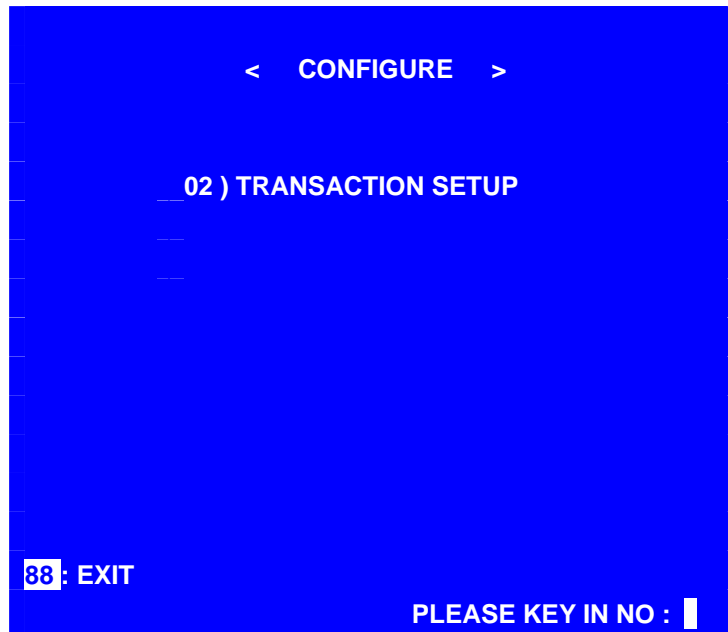 < CONFIGURE >
02 ) TRANSACTION SETUP
88 : EXIT
PLEASE KEY IN NO :